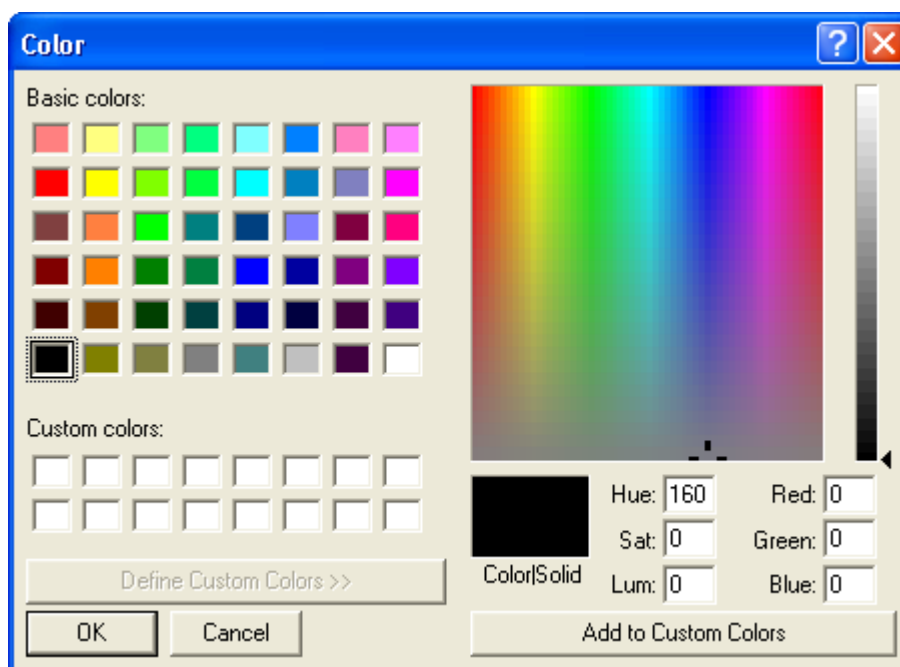 Color
Basic colors:
Custom colors:
Define Custom Colors >>
OK Cancel
Color|Solid
Hue: 160 Red: 0
Sat: 0 Green: 0
Lum: 0 Blue: 0
Add to Custom Colors